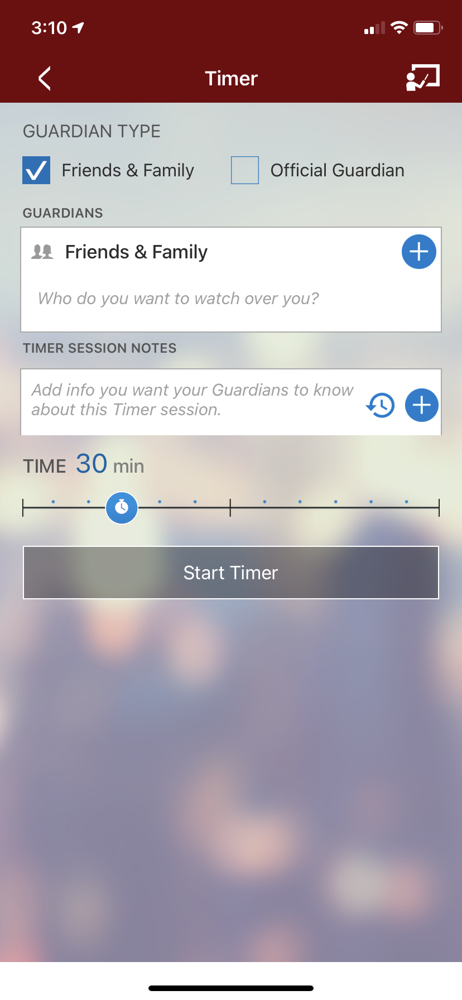 3:10
Timer
GUARDIAN TYPE
Friends & Family
Official Guardian
GUARDIANS
Friends & Family
Who do you want to watch over you?
TIMER SESSION NOTES
Add info you want your Guardians to know
about this Timer session.
TIME 30 min
Start Timer